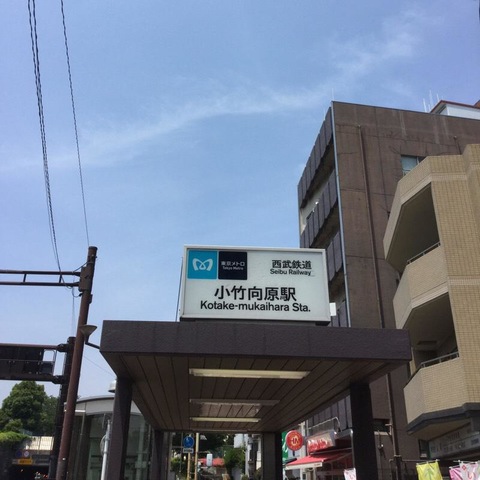 東京メトロ
Tokyo Metro
西武鉄道
Seibu Railway
小竹向原駅
Kotake-mukaihara Sta.